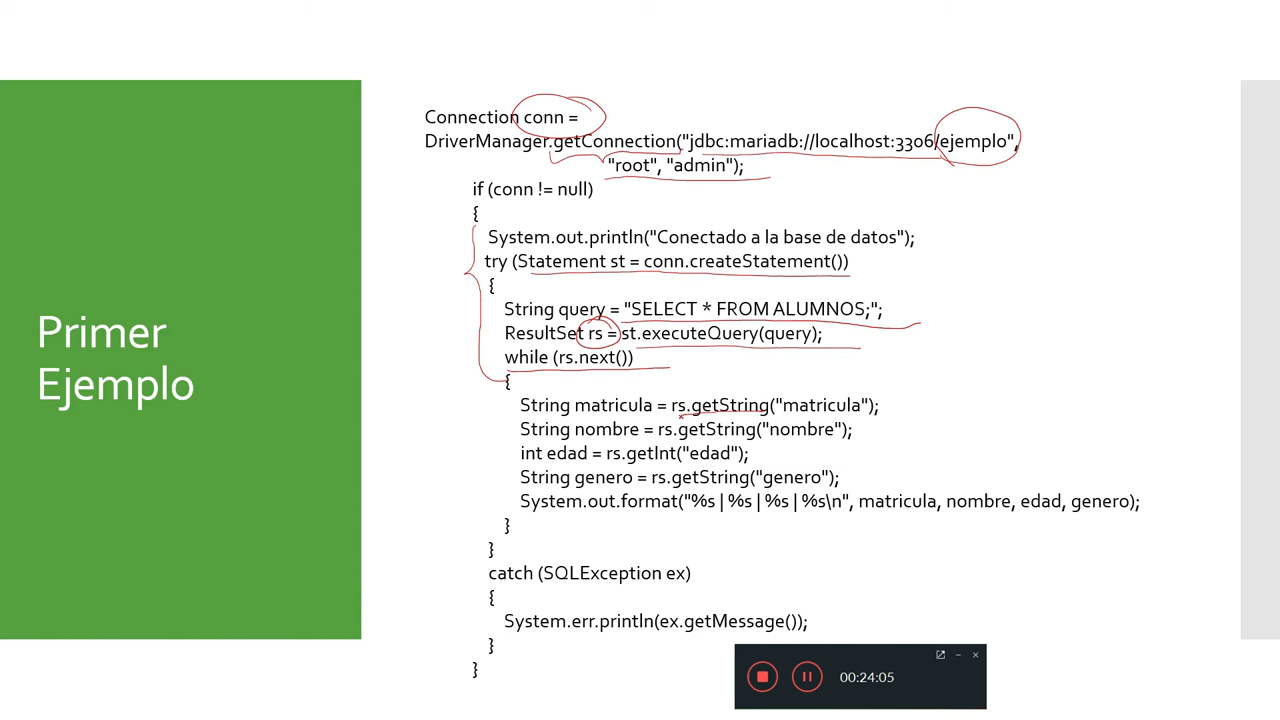 Primer
Ejemplo
Connection conn =
DriverManager.getConnection("jdbc:mariadb://localhost:3306/ejemplo",
"root", "admin");
if (conn != null)
{
System.out.println("Conectado a la base de datos");
try (Statement st = conn.createStatement())
{
String query = "SELECT * FROM ALUMNOS;";
ResultSet rs = st.executeQuery(query);
while (rs.next())
{
String matricula = rs.getString("matricula");
String nombre = rs.getString("nombre");
int edad = rs.getInt("edad");
String genero = rs.getString("genero");
System.out.format("%s | %s | %s | %s\n", matricula, nombre, edad, genero);
}
}
catch (SQLException ex)
{
System.err.println(ex.getMessage());
}
}
00:24:05